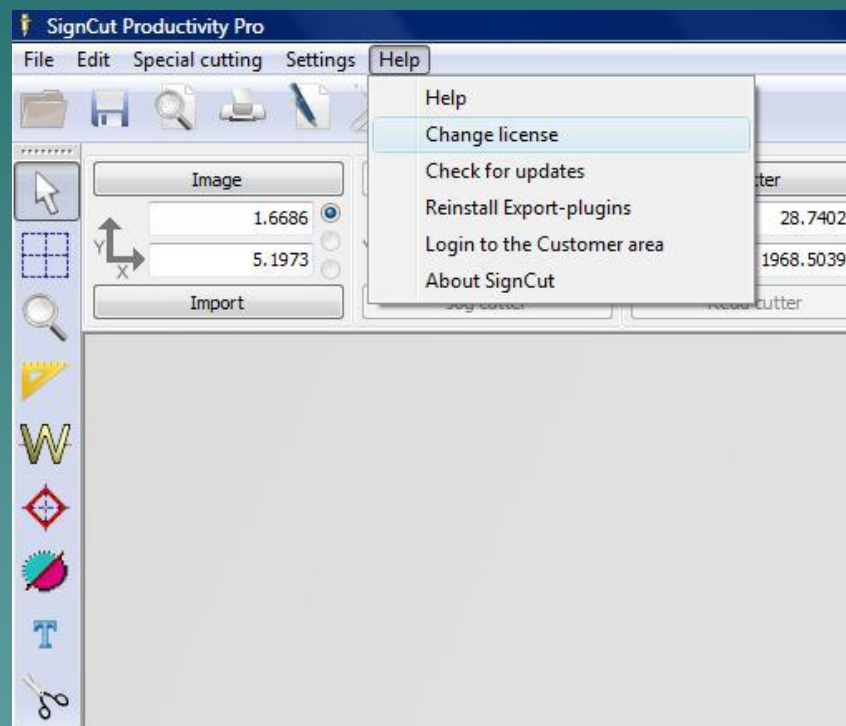 SignCut Productivity Pro
File Edit Special cutting Settings Help
Help
Change license
Check for updates
Reinstall Export-plugins
Login to the Customer area
About SignCut
Image
1.6686
28.7402
Y
X
5.1973
1968.5039
Import
cutter